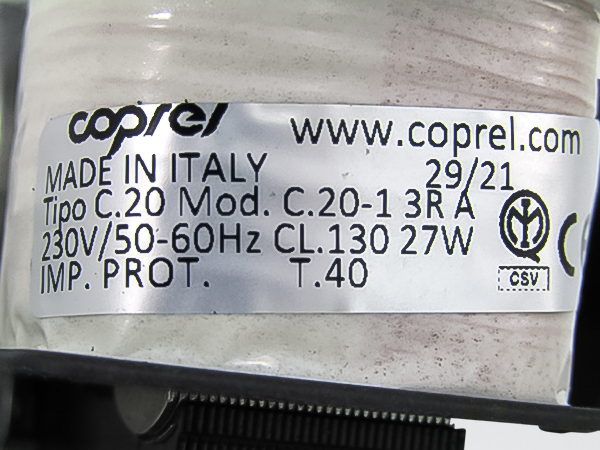 coprel www.coprel.com
MADE IN ITALY 29/21
Tipo C.20 Mod. C.20-1 3R A
230V/50-60Hz CL.130 27W
IMP. PROT. T.40
CSV